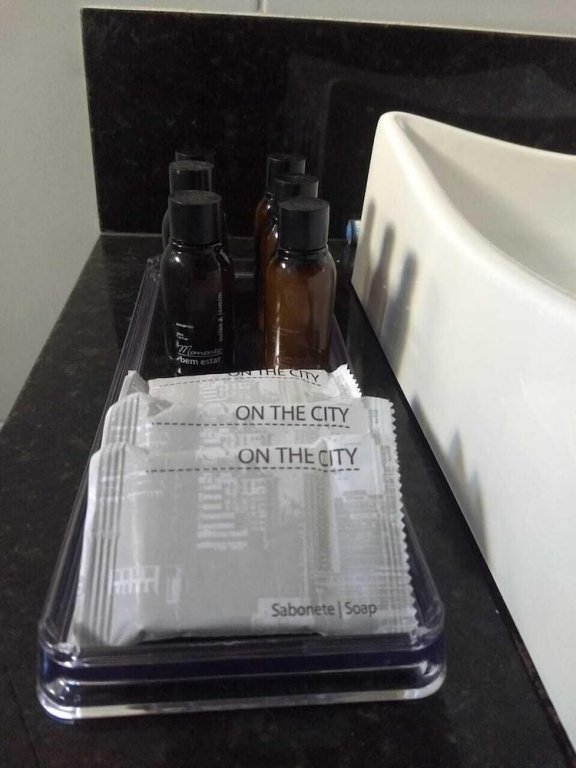 Momento
bem estar
ON THE CITY
ON THE CITY
ON THE CITY
Sabonete | Soap